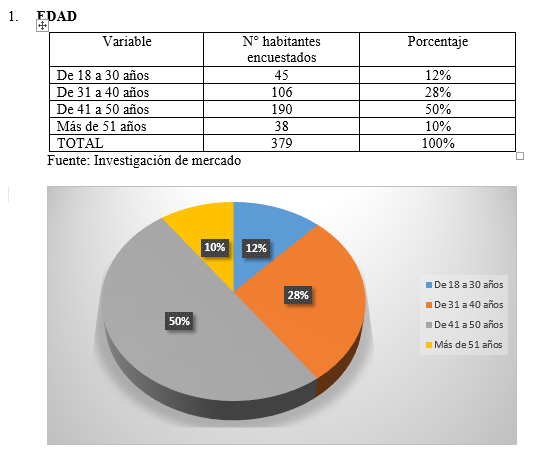 1. EDAD
Variable N° habitantes encuestados Porcentaje
De 18 a 30 años 45 12%
De 31 a 40 años 106 28%
De 41 a 50 años 190 50%
Más de 51 años 38 10%
TOTAL 379 100%
Fuente: Investigación de mercado
10% 12%
28%
50%
De 18 a 30 años
De 31 a 40 años
De 41 a 50 años
Más de 51 años